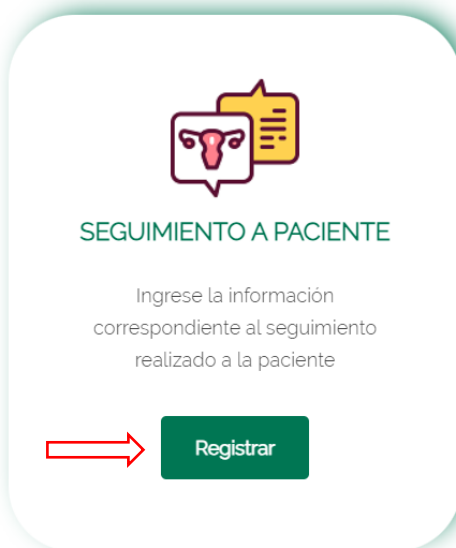 SEGUIMIENTO A PACIENTE
Ingrese la información
correspondiente al seguimiento
realizado a la paciente
Registrar